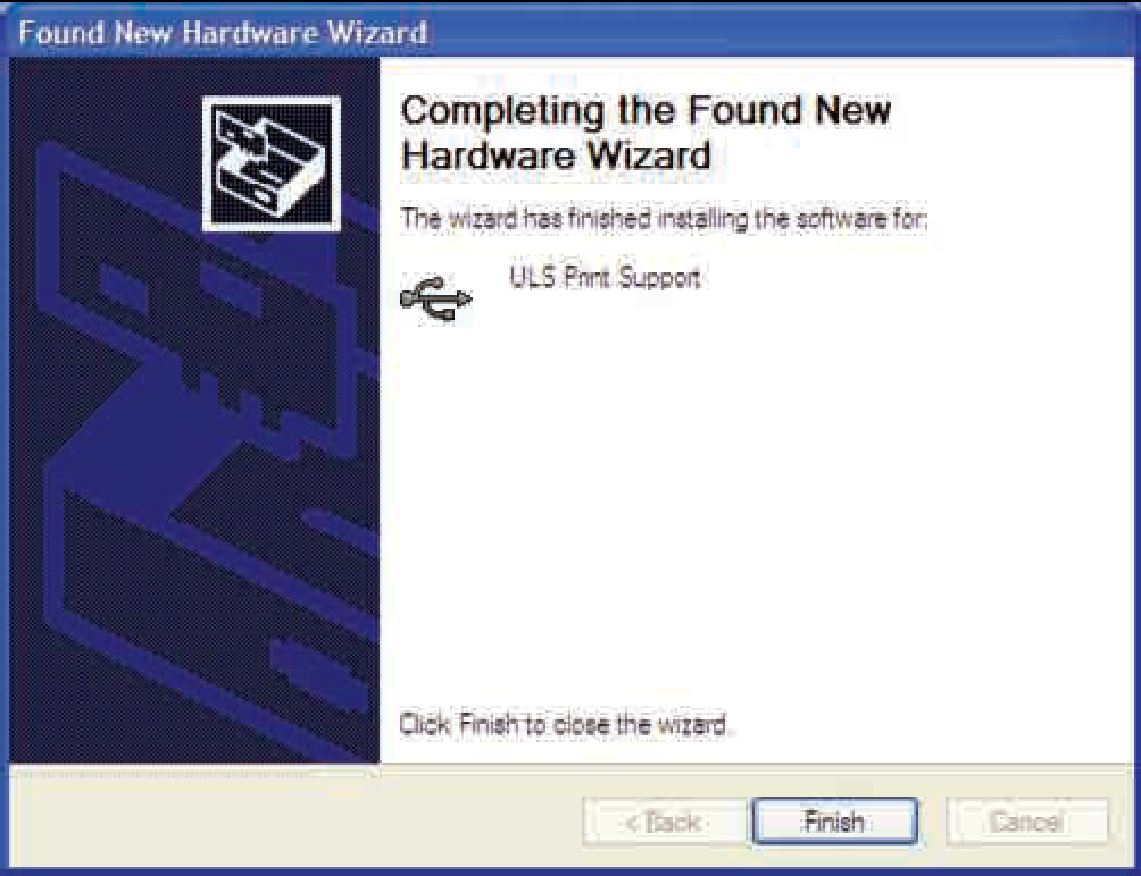 Found New Hardware Wizard
Completing the Found New
Hardware Wizard
The wizard has finished installing the software for:
ULS Print Support
Click Finish to close the wizard.
< Back
Finish
Cancel